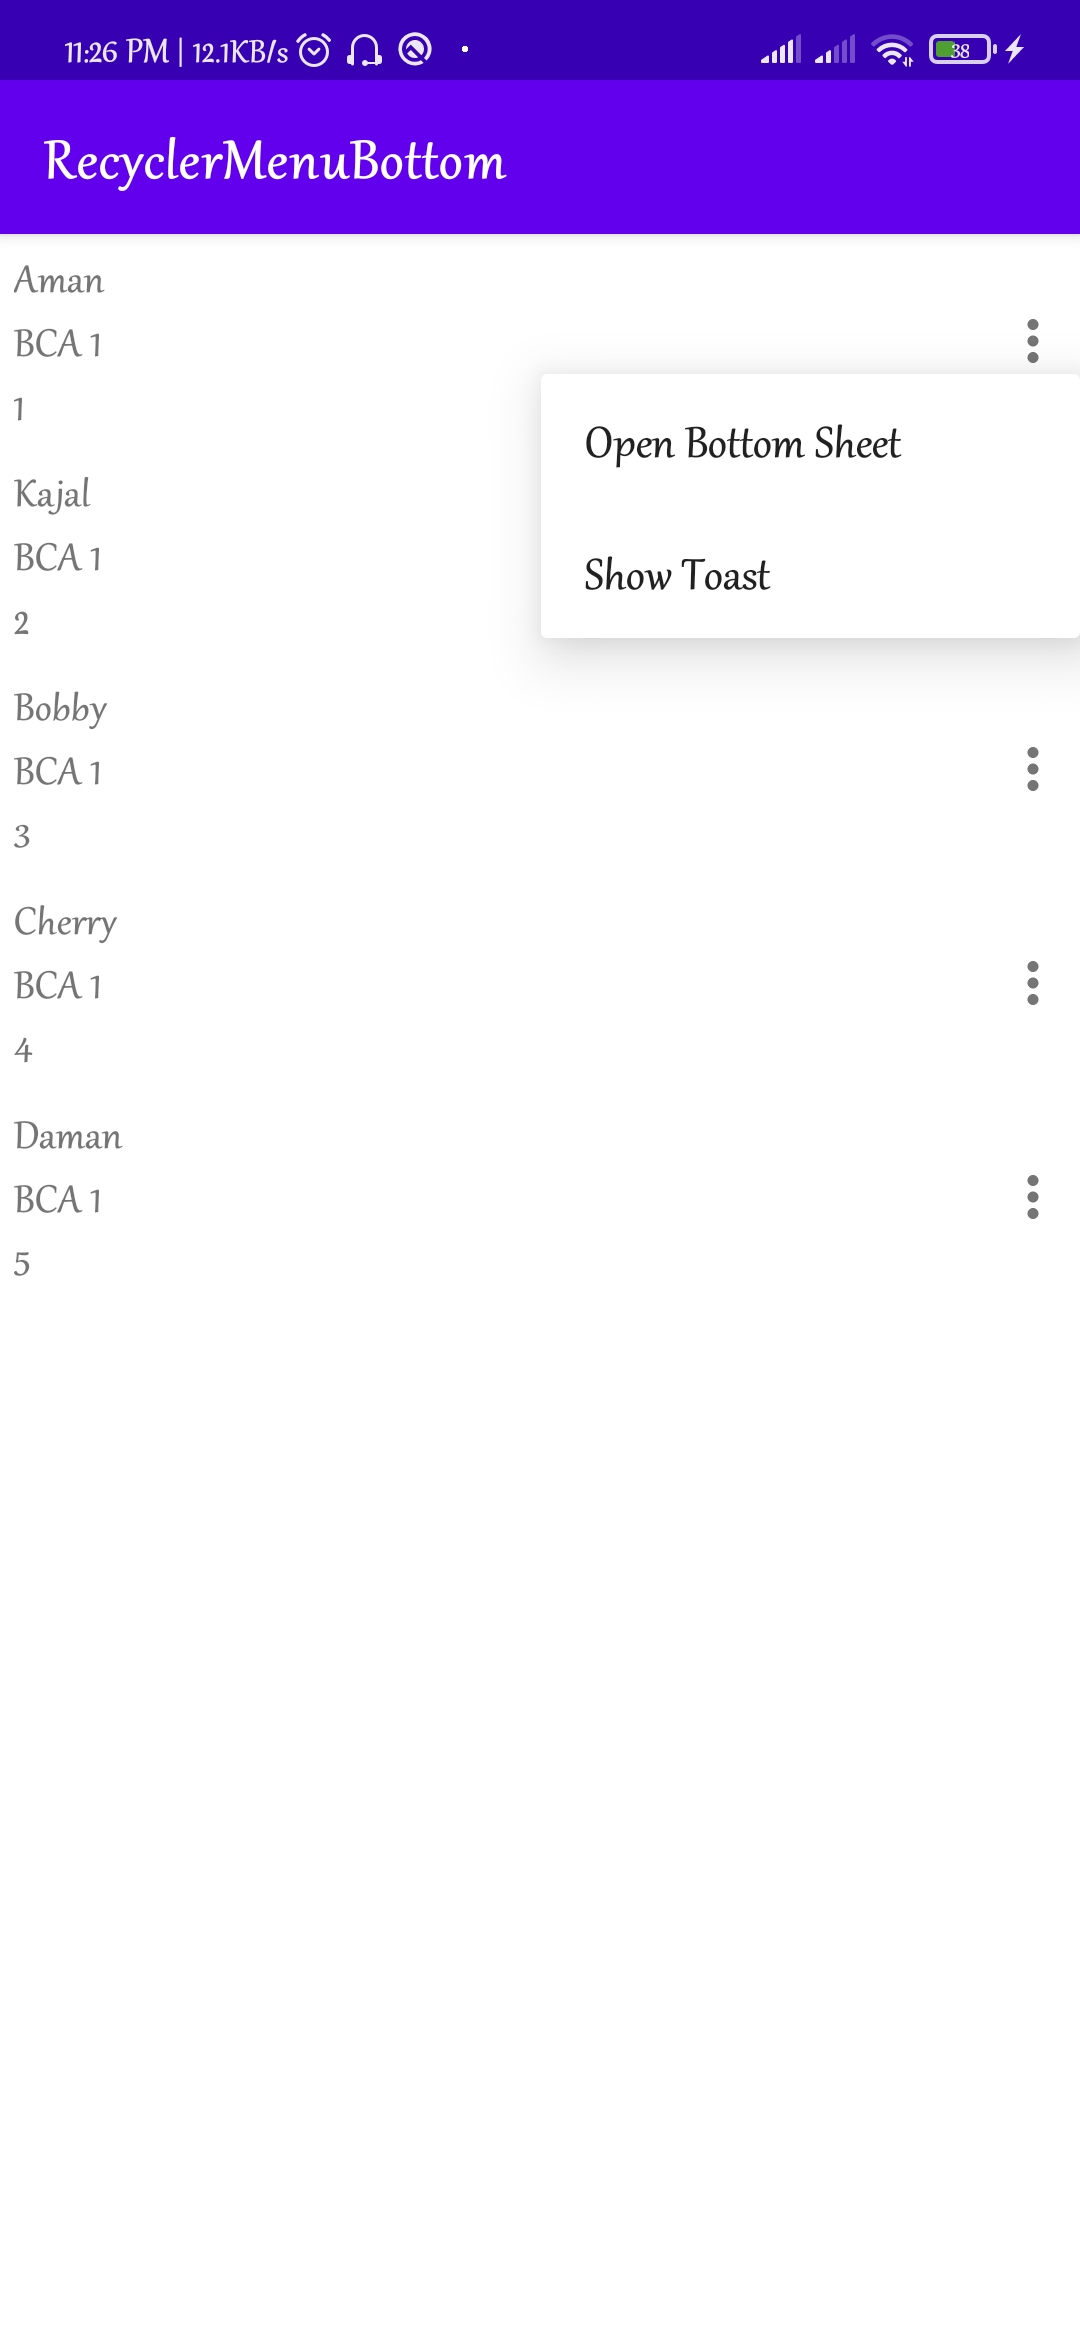 11:26 PM | 12.1KB/s 38
RecyclerMenuBottom
Aman
BCA 1
1
Open Bottom Sheet
Kajal
BCA 1
Show Toast
2
Bobby
BCA 1
3
Cherry
BCA 1
4
Daman
BCA 1
5